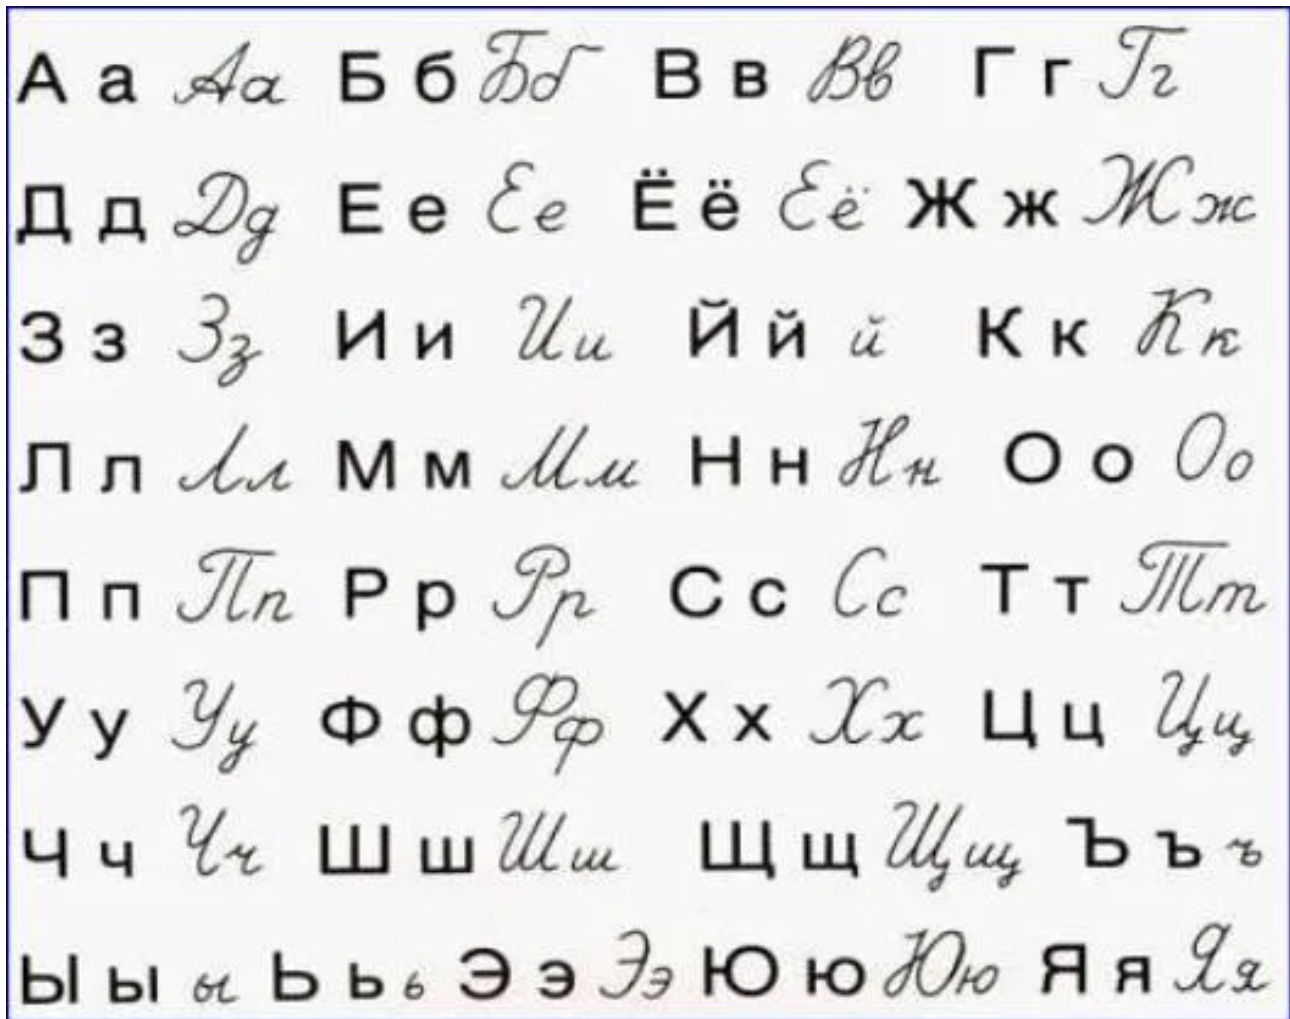 А а Аа Б б Бб В в Вв Г г Гг
Д д Дд Е е Ее Ё ё Её Ж ж Жж
З з Зз И и Ии Й й й К к Кк
Л л Лл М м Мм Н н Нн О о Оо
П п Пп Р р Рр С с Сс Т т Тт
У у Уу Ф ф Фф Х х Хх Ц ц Цц
Ч ч Чч Ш ш Шш Щ щ Щщ Ъ ъ ъ
Ы ы ы Ь ь ь Э э Ээ Ю ю Юю Я я Яя